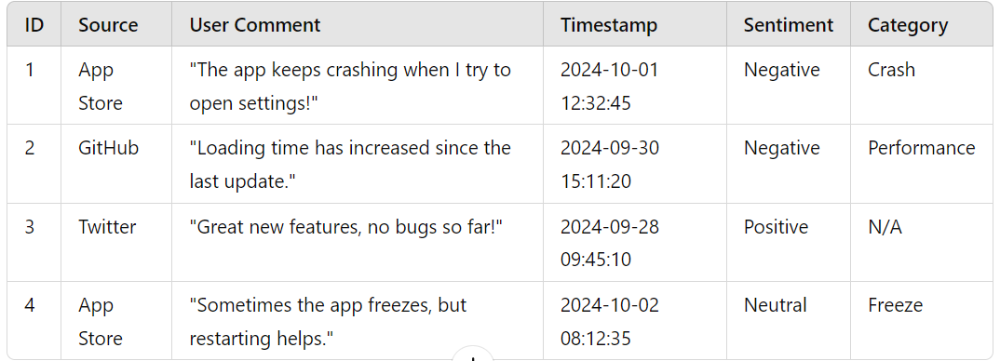 ID Source User Comment Timestamp Sentiment Category
1 App "The app keeps crashing when I try to 2024-10-01 Negative Crash
Store open settings!" 12:32:45
2 GitHub "Loading time has increased since the 2024-09-30 Negative Performance
last update." 15:11:20
3 Twitter "Great new features, no bugs so far!" 2024-09-28 Positive N/A
09:45:10
4 App "Sometimes the app freezes, but 2024-10-02 Neutral Freeze
Store restarting helps." 08:12:35